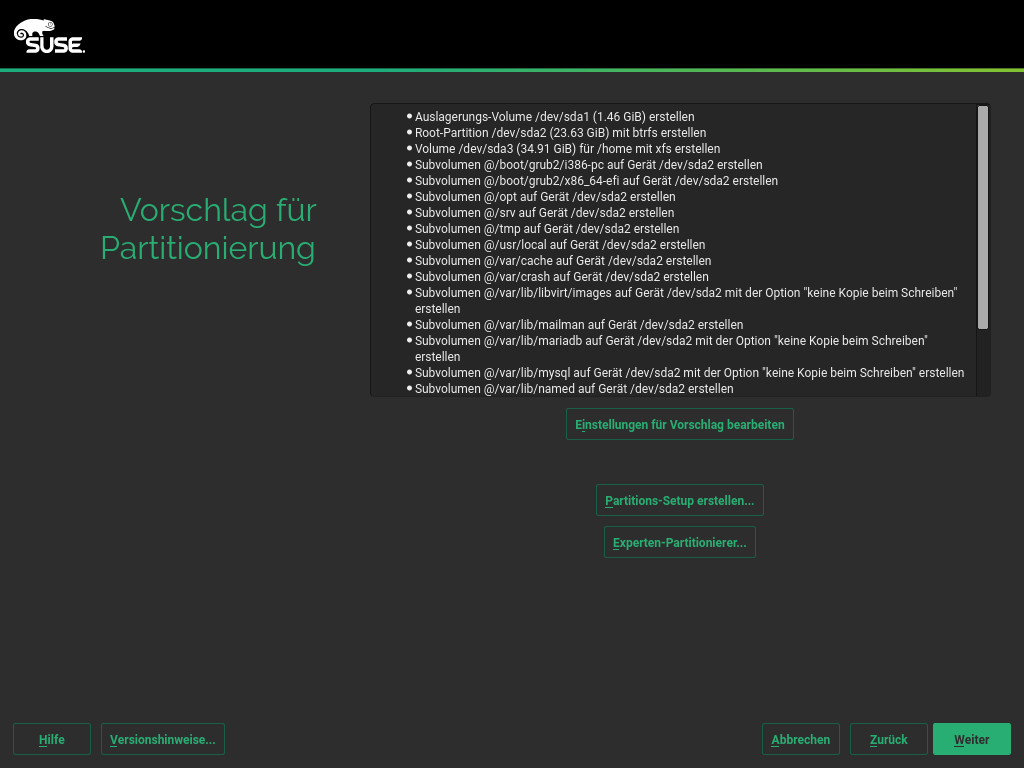 SUSE.
Vorschlag für
Partitionierung
Auslagerungs-Volume /dev/sda1 (1.46 GiB) erstellen
Root-Partition /dev/sda2 (23.63 GiB) mit btrfs erstellen
Volume /dev/sda3 (34.91 GiB) für /home mit xfs erstellen
Subvolumen @/boot/grub2/i386-pc auf Gerät /dev/sda2 erstellen
Subvolumen @/boot/grub2/x86_64-efi auf Gerät /dev/sda2 erstellen
Subvolumen @/opt auf Gerät /dev/sda2 erstellen
Subvolumen @/srv auf Gerät /dev/sda2 erstellen
Subvolumen @/tmp auf Gerät /dev/sda2 erstellen
Subvolumen @/usr/local auf Gerät /dev/sda2 erstellen
Subvolumen @/var/cache auf Gerät /dev/sda2 erstellen
Subvolumen @/var/crash auf Gerät /dev/sda2 erstellen
Subvolumen @/var/lib/libvirt/images auf Gerät /dev/sda2 mit der Option "keine Kopie beim Schreiben"
erstellen
Subvolumen @/var/lib/mailman auf Gerät /dev/sda2 erstellen
Subvolumen @/var/lib/mariadb auf Gerät /dev/sda2 mit der Option "keine Kopie beim Schreiben"
erstellen
Subvolumen @/var/lib/mysql auf Gerät /dev/sda2 mit der Option "keine Kopie beim Schreiben" erstellen
Subvolumen @/var/lib/named auf Gerät /dev/sda2 erstellen
Einstellungen für Vorschlag bearbeiten
Partitions-Setup erstellen...
Experten-Partitionierer...
Hilfe
Versionshinweise...
Abbrechen
Zurück
Weiter